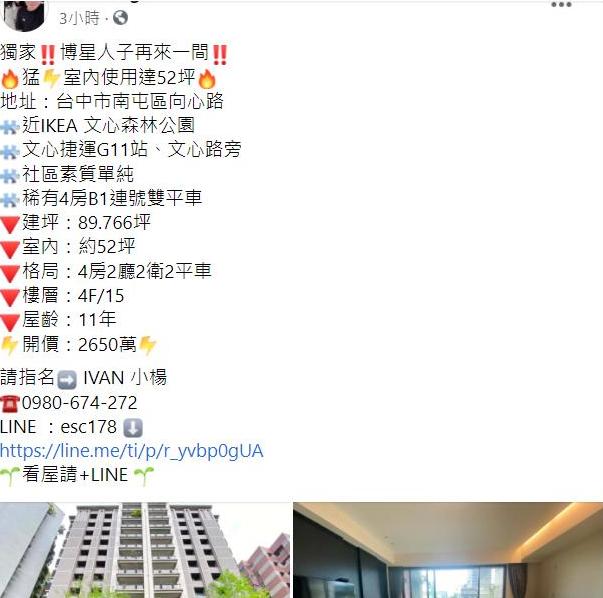 3小時 ·
獨家‼️博星人子再來一間‼️
🔥猛⚡室內使用達52坪🔥
地址：台中市南屯區向心路
🧩近IKEA 文心森林公園
🧩文心捷運G11站、文心路旁
🧩社區素質單純
🧩稀有4房B1連號雙平車
🔻建坪：89.766坪
🔻室內：約52坪
🔻格局：4房2廳2衛2平車
🔻樓層：4F/15
🔻屋齡：11年
⚡開價：2650萬⚡
請指名➡️ IVAN 小楊
☎️0980-674-272
LINE ：esc178 ⬇️
https://line.me/ti/p/r_yvbp0gUA
🌱看屋請+LINE 🌱